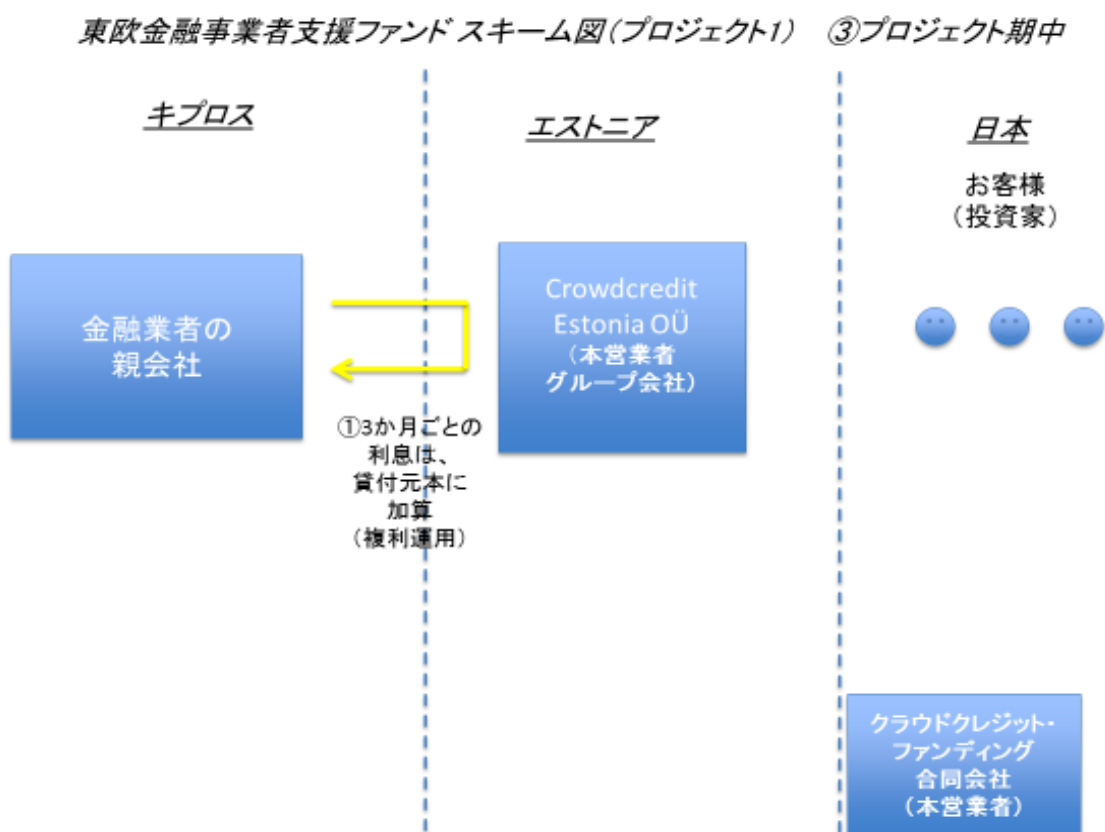 東欧金融事業者支援ファンド スキーム図(プロジェクト1) ③プロジェクト期中
キプロス
エストニア
日本
お客様
(投資家)
金融業者の
親会社
Crowdcredit
Estonia OÜ
(本営業者
グループ会社)
①3か月ごとの
利息は、
貸付元本に
加算
(複利運用)
クラウドクレジット・
ファンディング
合同会社
(本営業者)